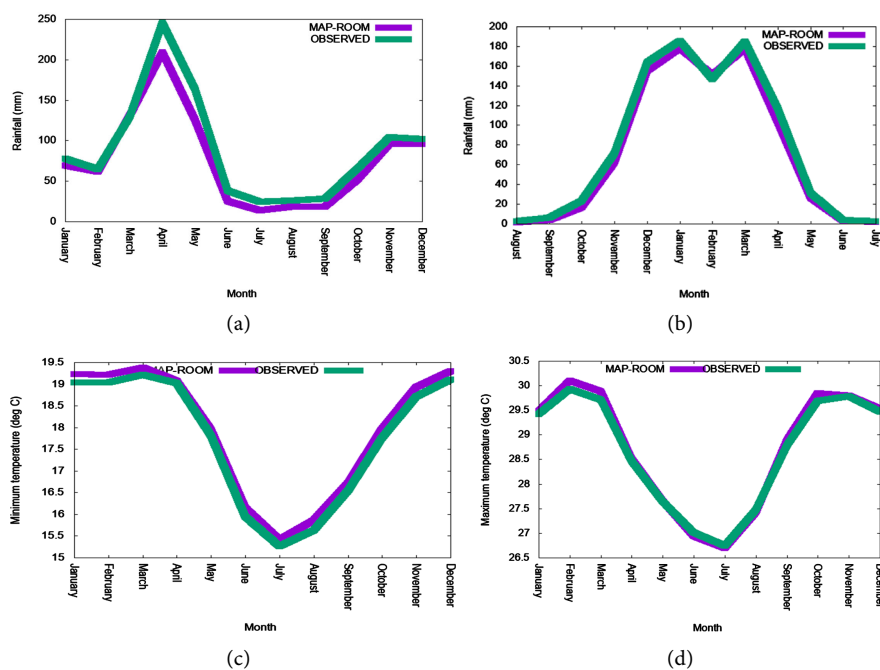 250
200
150
100
50
0
Rainfall (mm)
MAP-ROOM
OBSERVED
January
February
March
April
May
June
July
August
September
October
November
December
Month
(a)
200
180
160
140
120
100
80
60
40
20
0
Rainfall (mm)
MAP-ROOM
OBSERVED
August
September
October
November
December
January
February
March
April
May
June
July
Month
(b)
19.5
19
18.5
18
17.5
17
16.5
16
15.5
15
Minimum temperature (deg C)
MAP-ROOM OBSERVED
January
February
March
April
May
June
July
August
September
October
November
December
Month
(c)
30.5
30
29.5
29
28.5
28
27.5
27
26.5
Maximum temperature (deg C)
MAP-ROOM OBSERVED
January
February
March
April
May
June
July
August
September
October
November
December
Month
(d)